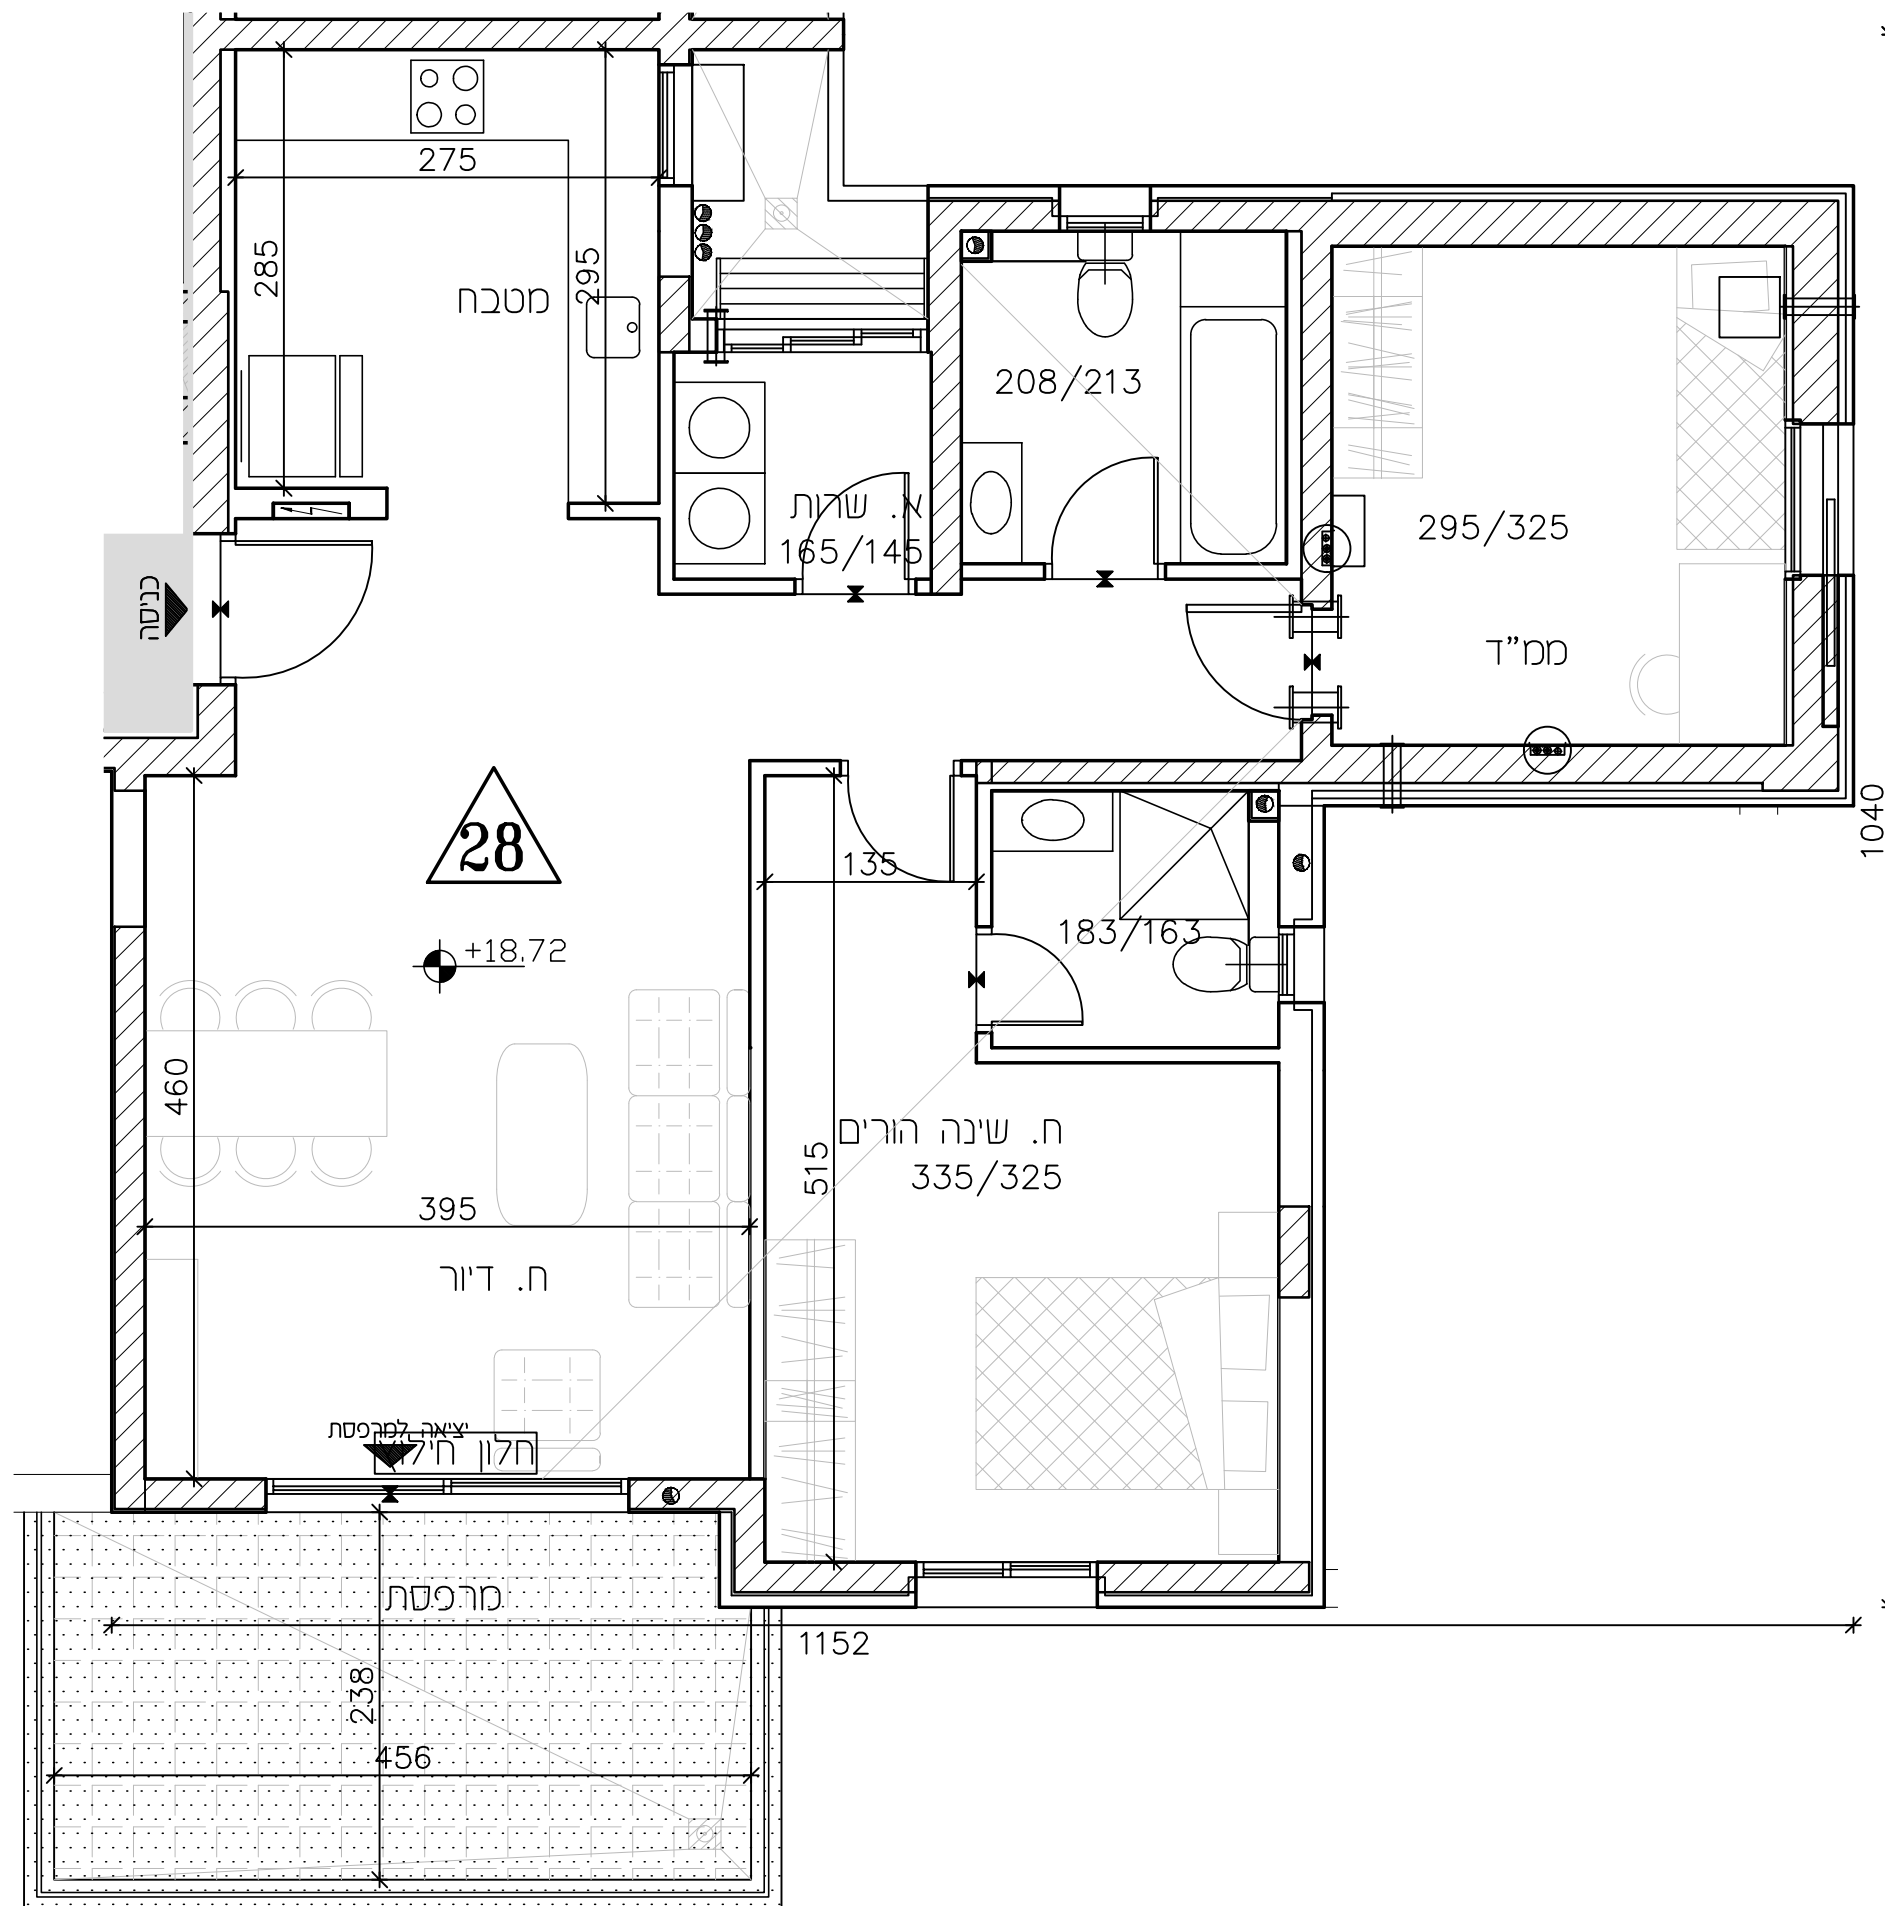 275
285
295
מטבח
208/213
א. שרות
165/145
295/325
כניסה
ממ"ד
1040
28
135
+18.72
183/163
460
515
ח. שינה הורים
335/325
395
ח. דיור
יציאה למרפסת
חלון חילוץ
מרפסת
1152
238
456